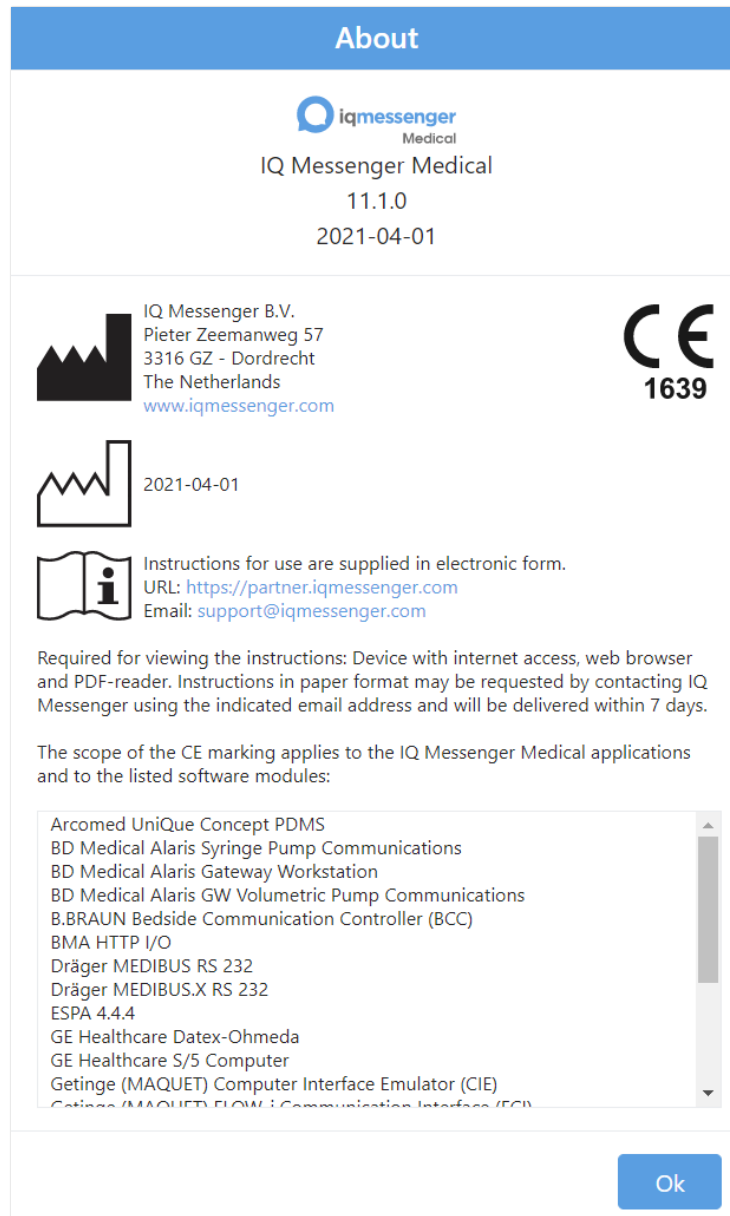 About
iqmessenger
Medical
IQ Messenger Medical
11.1.0
2021-04-01
IQ Messenger B.V.
Pieter Zeemanweg 57
3316 GZ - Dordrecht
The Netherlands
www.iqmessenger.com
CE
1639
2021-04-01
Instructions for use are supplied in electronic form.
URL: https://partner.iqmessenger.com
Email: support@iqmessenger.com
Required for viewing the instructions: Device with internet access, web browser
and PDF-reader. Instructions in paper format may be requested by contacting IQ
Messenger using the indicated email address and will be delivered within 7 days.
The scope of the CE marking applies to the IQ Messenger Medical applications
and to the listed software modules:
Arcomed UniQue Concept PDMS
BD Medical Alaris Syringe Pump Communications
BD Medical Alaris Gateway Workstation
BD Medical Alaris GW Volumetric Pump Communications
B.BRAUN Bedside Communication Controller (BCC)
BMA HTTP I/O
Dräger MEDIBUS RS 232
Dräger MEDIBUS.X RS 232
ESPA 4.4.4
GE Healthcare Datex-Ohmeda
GE Healthcare S/5 Computer
Getinge (MAQUET) Computer Interface Emulator (CIE)
Getinge (MAQUET) FLOW-i Communication Interface (FCI)
Ok